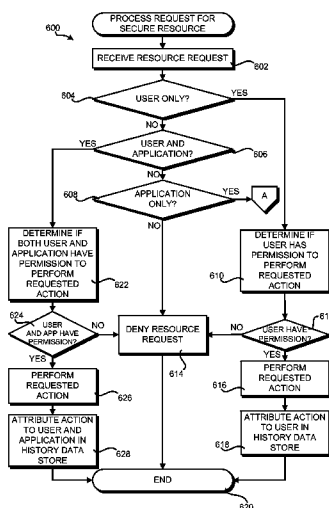 600
PROCESS REQUEST FOR
SECURE RESOURCE
RECEIVE RESOURCE REQUEST
602
604
USER ONLY?
YES
NO
USER AND
APPLICATION?
606
YES
NO
608
APPLICATION
ONLY?
YES
A
NO
DETERMINE IF
BOTH USER AND
APPLICATION HAVE
PERMISSION TO
PERFORM
REQUESTED
ACTION
622
DETERMINE IF
USER HAS
PERMISSION TO
PERFORM
REQUESTED
ACTION
610
624
USER
AND APP HAVE
PERMISSION?
NO
DENY RESOURCE
REQUEST
614
NO
USER HAVE
PERMISSION?
YES
PERFORM
REQUESTED
ACTION
626
YES
PERFORM
REQUESTED
ACTION
616
ATTRIBUTE ACTION
TO USER AND
APPLICATION IN
HISTORY DATA
STORE
628
ATTRIBUTE ACTION
TO USER IN
HISTORY DATA
STORE
618
END
620